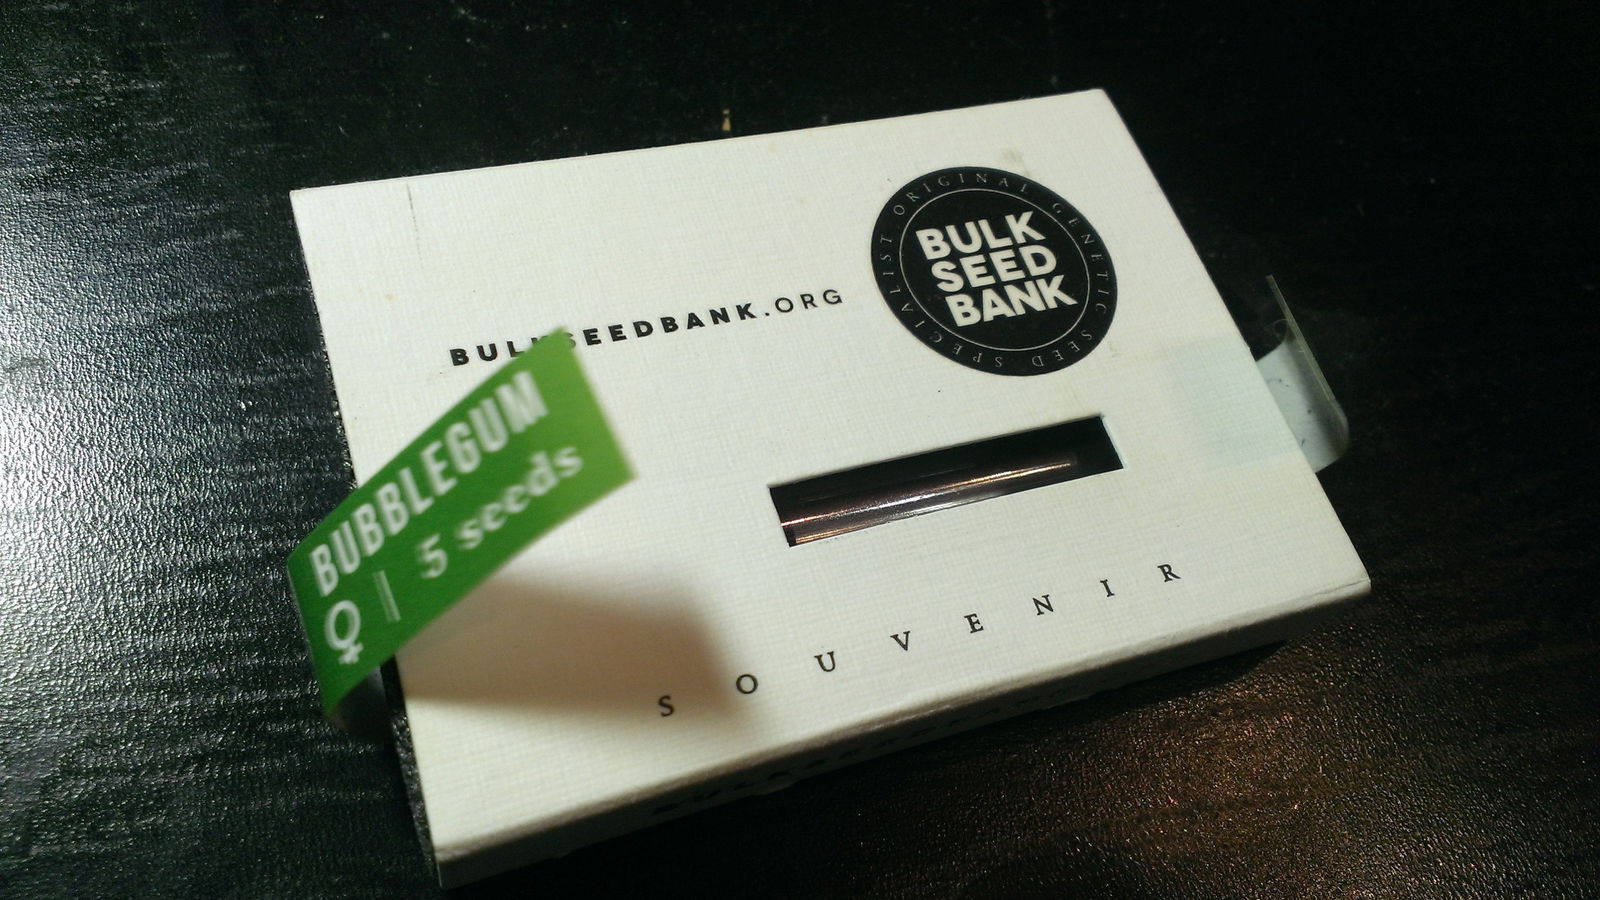 BULKSEEDBANK.ORG
ORIGINAL GENETIC SEED SPECIALIST
BULK
SEED
BANK
BUBBLEGUM
♀ | 5 seeds
SOUVENIR